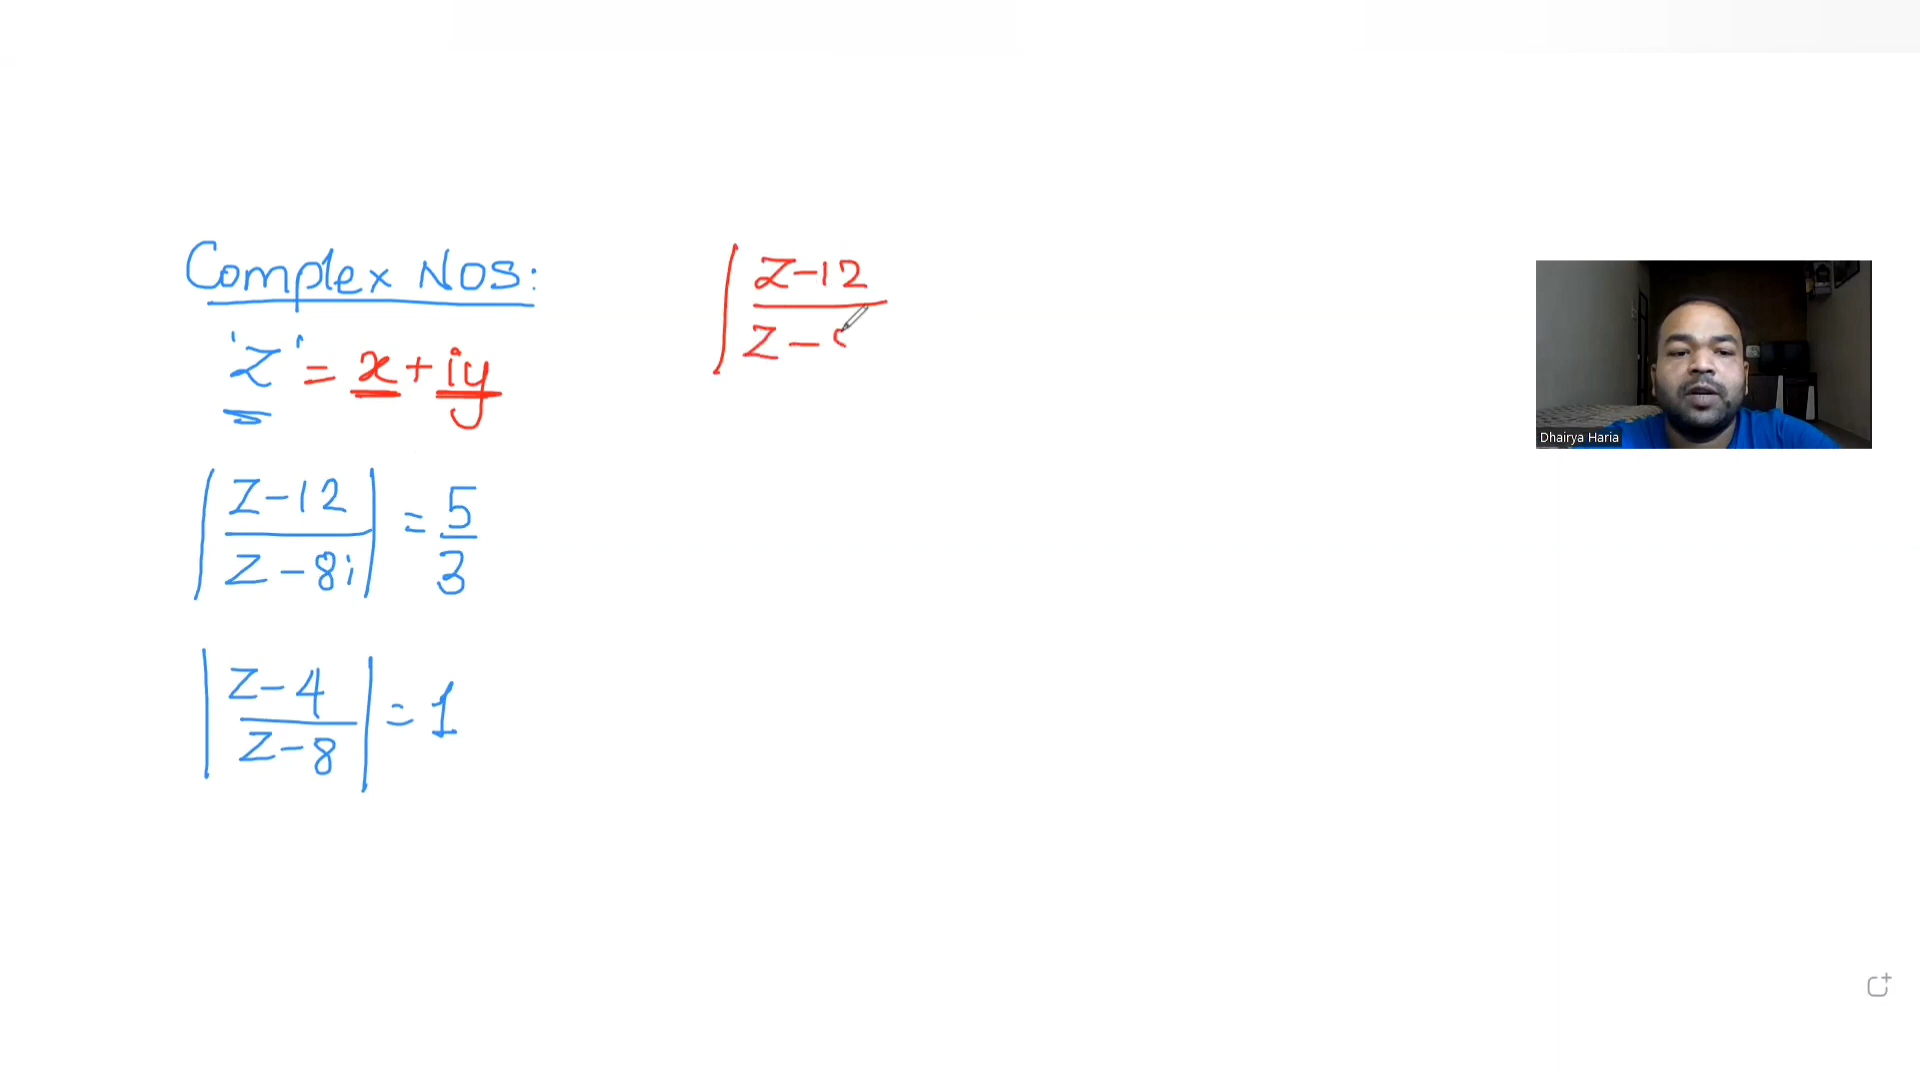 Complex Nos:
'Z' = x + iy
|Z-12 / Z-8i| = 5/3
|Z-4 / Z-8| = 1
|Z-12
Z-
Dhairya Haria